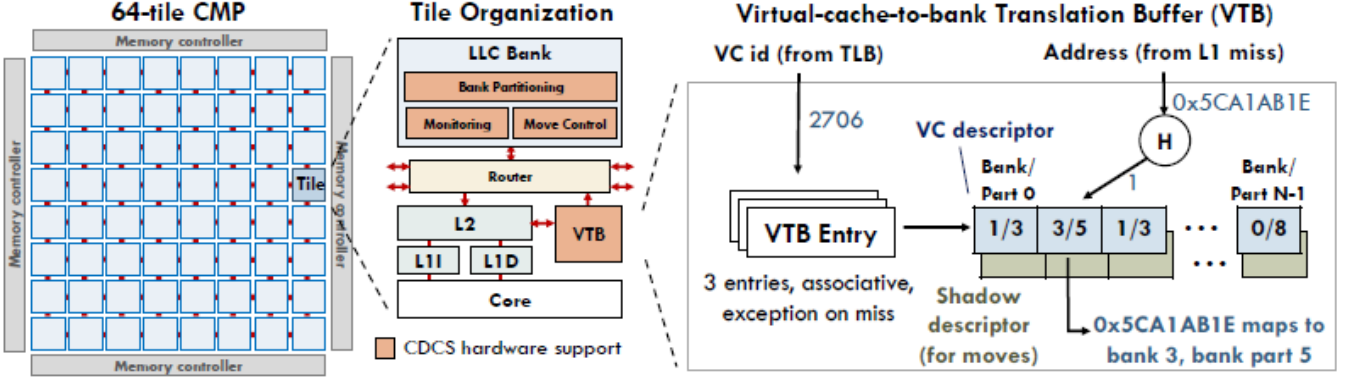 64-tile CMP
Memory controller
Memory controller
Memory controller
Memory controller
Tile
Tile Organization
LLC Bank
Bank Partitioning
Monitoring
Move Control
Router
L2
VTB
L1I
L1D
Core
CDCS hardware support
Virtual-cache-to-bank Translation Buffer (VTB)
VC id (from TLB)
Address (from L1 miss)
2706
0x5CA1AB1E
VC descriptor
H
1
Bank/
Part 0
Bank/
Part N-1
VTB Entry
1/3
3/5
1/3
...
0/8
...
3 entries, associative,
exception on miss
Shadow
descriptor
(for moves)
0x5CA1AB1E maps to
bank 3, bank part 5